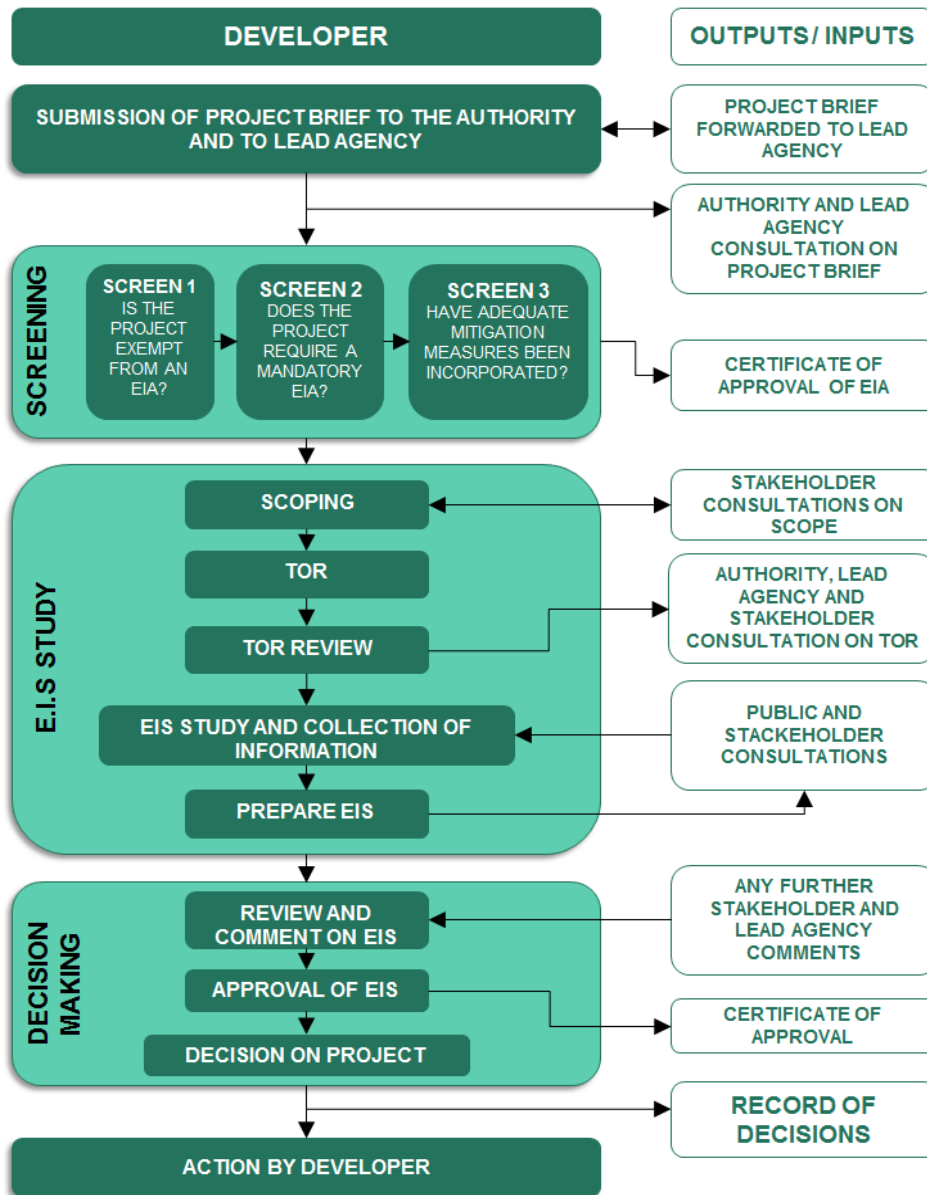 DEVELOPER
OUTPUTS/ INPUTS
SUBMISSION OF PROJECT BRIEF TO THE AUTHORITY
AND TO LEAD AGENCY
PROJECT BRIEF
FORWARDED TO LEAD
AGENCY
AUTHORITY AND LEAD
AGENCY
CONSULTATION ON
PROJECT BRIEF
SCREENING
SCREEN 1
IS THE
PROJECT
EXEMPT
FROM AN
EIA?
SCREEN 2
DOES THE
PROJECT
REQUIRE A
MANDATORY
EIA?
SCREEN 3
HAVE ADEQUATE
MITIGATION
MEASURES BEEN
INCORPORATED?
CERTIFICATE OF
APPROVAL OF EIA
E.I.S STUDY
SCOPING
STAKEHOLDER
CONSULTATIONS ON
SCOPE
TOR
TOR REVIEW
AUTHORITY, LEAD
AGENCY AND
STAKEHOLDER
CONSULTATION ON TOR
EIS STUDY AND COLLECTION OF
INFORMATION
PUBLIC AND
STACKEHOLDER
CONSULTATIONS
PREPARE EIS
DECISION
MAKING
REVIEW AND
COMMENT ON EIS
ANY FURTHER
STAKEHOLDER AND
LEAD AGENCY
COMMENTS
APPROVAL OF EIS
CERTIFICATE OF
APPROVAL
DECISION ON PROJECT
RECORD OF
DECISIONS
ACTION BY DEVELOPER